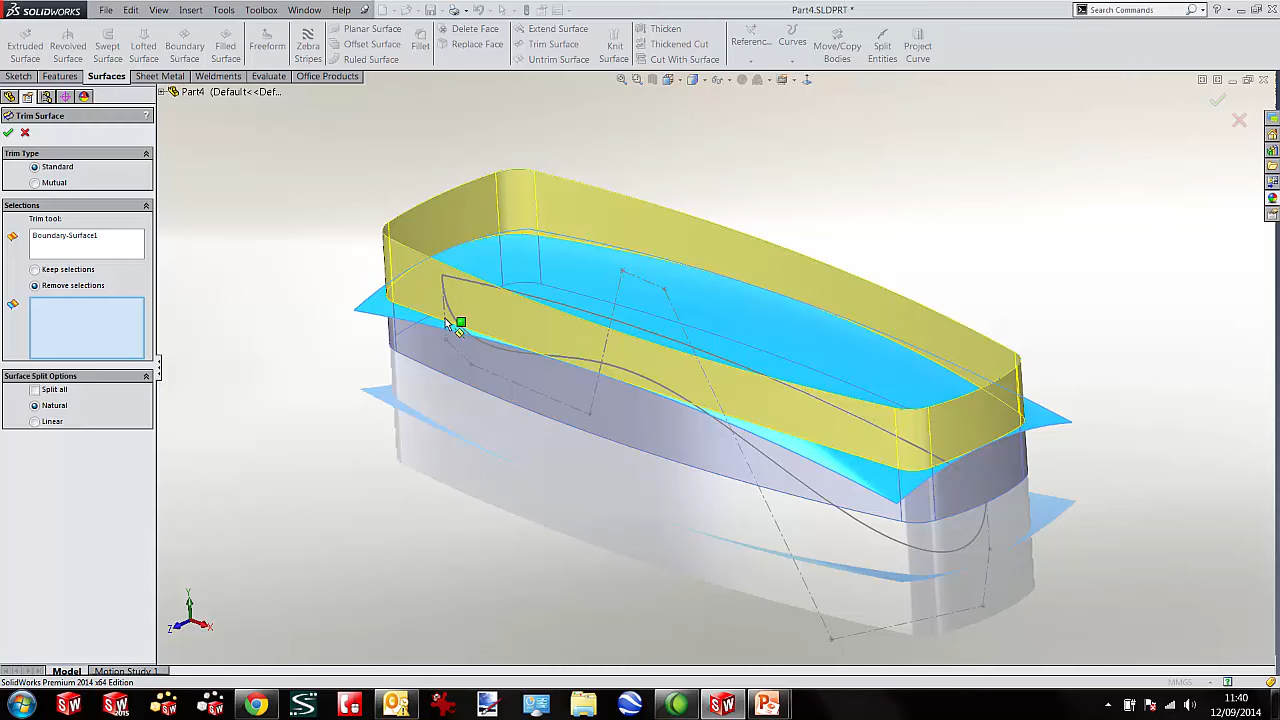 SOLIDWORKS File Edit View Insert Tools Toolbox Window Help Part4.SLDPRT * Search Commands
Extruded Surface
Revolved Surface
Swept Surface
Lofted Surface
Boundary Surface
Filled Surface
Freeform
Zebra Stripes
Planar Surface
Offset Surface
Ruled Surface
Fillet
Delete Face
Replace Face
Extend Surface
Trim Surface
Untrim Surface
Knit Surface
Thicken
Thickened Cut
Cut With Surface
Referenc...
Curves
Move/Copy Bodies
Split Entities
Project Curve
Sketch Features Surfaces Sheet Metal Weldments Evaluate Office Products
Part4 (Default<<Def...
Trim Surface ?
Trim Type
Standard
Mutual
Selections
Trim tool:
Boundary-Surface1
Keep selections
Remove selections
Surface Split Options
Split all
Natural
Linear
Y
Z X
Model Motion Study 1
SolidWorks Premium 2014 x64 Edition MMGS
2015
11:40
12/09/2014